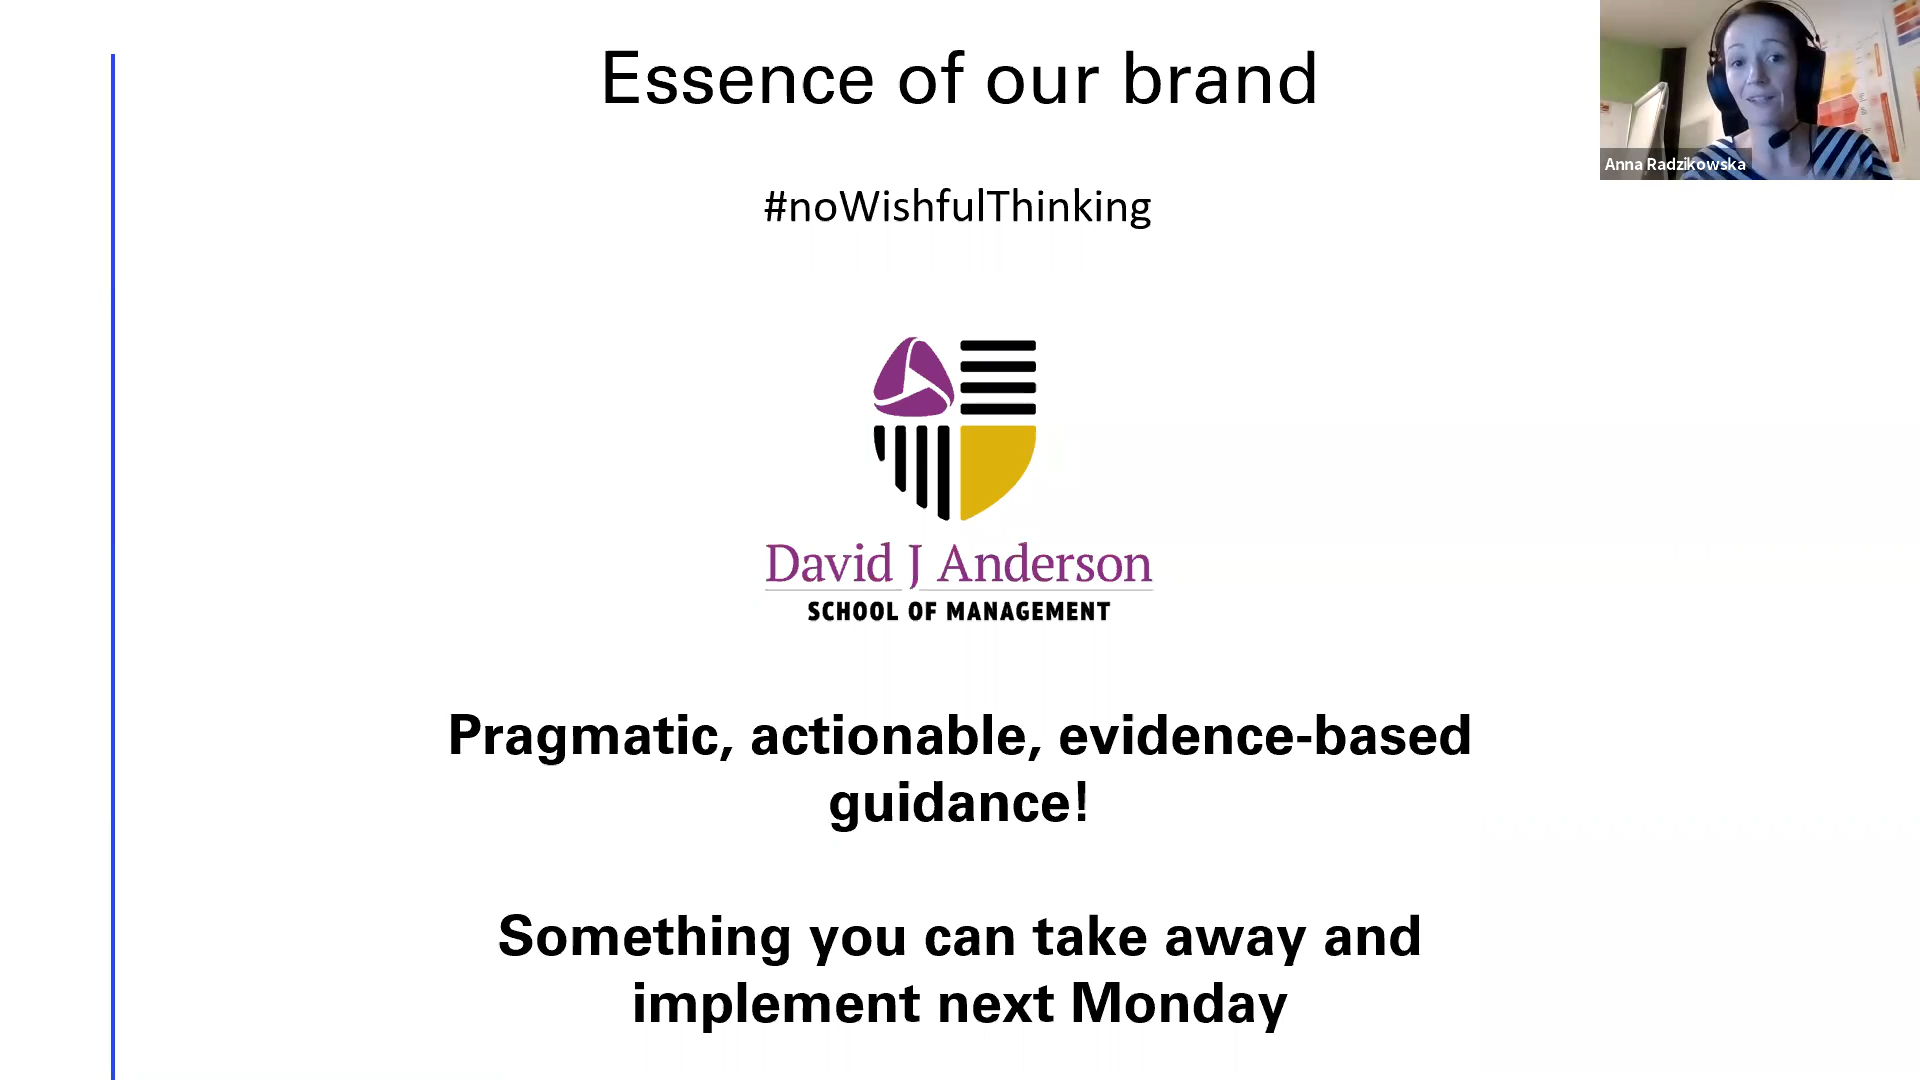 Essence of our brand
Anna Radzikowska
#noWishfulThinking
David J Anderson
SCHOOL OF MANAGEMENT
Pragmatic, actionable, evidence-based
guidance!
Something you can take away and
implement next Monday